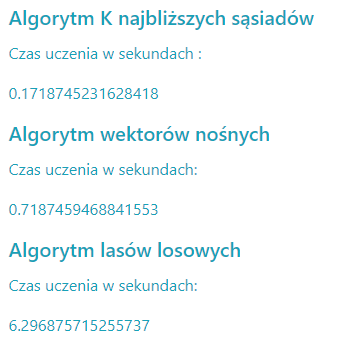 Algorytm K najbliższych sąsiadów
Czas uczenia w sekundach :
0.1718745231628418
Algorytm wektorów nośnych
Czas uczenia w sekundach:
0.7187459468841553
Algorytm lasów losowych
Czas uczenia w sekundach:
6.296875715255737